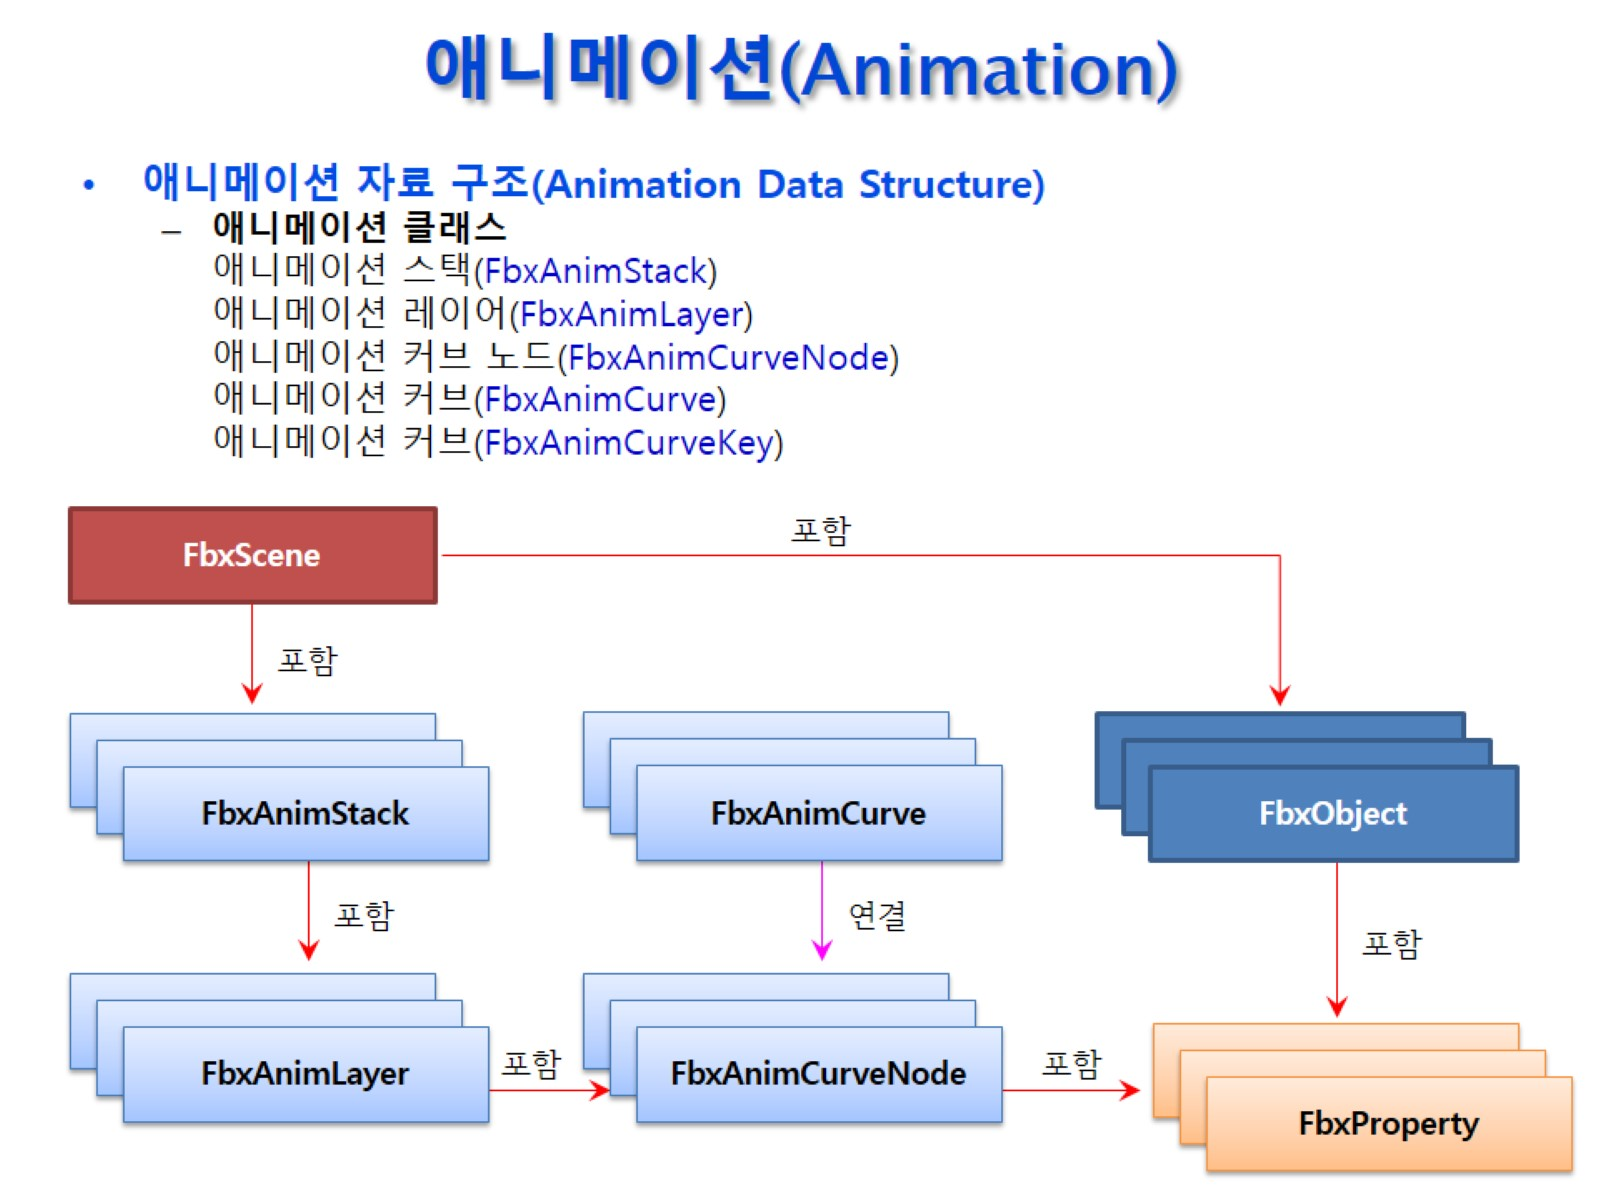 애니메이션(Animation)
• 애니메이션 자료 구조(Animation Data Structure)
– 애니메이션 클래스
애니메이션 스택(FbxAnimStack)
애니메이션 레이어(FbxAnimLayer)
애니메이션 커브 노드(FbxAnimCurveNode)
애니메이션 커브(FbxAnimCurve)
애니메이션 커브(FbxAnimCurveKey)
FbxScene
포함
포함
FbxAnimStack
FbxAnimCurve
FbxObject
포함
연결
포함
FbxAnimLayer
포함
FbxAnimCurveNode
포함
FbxProperty